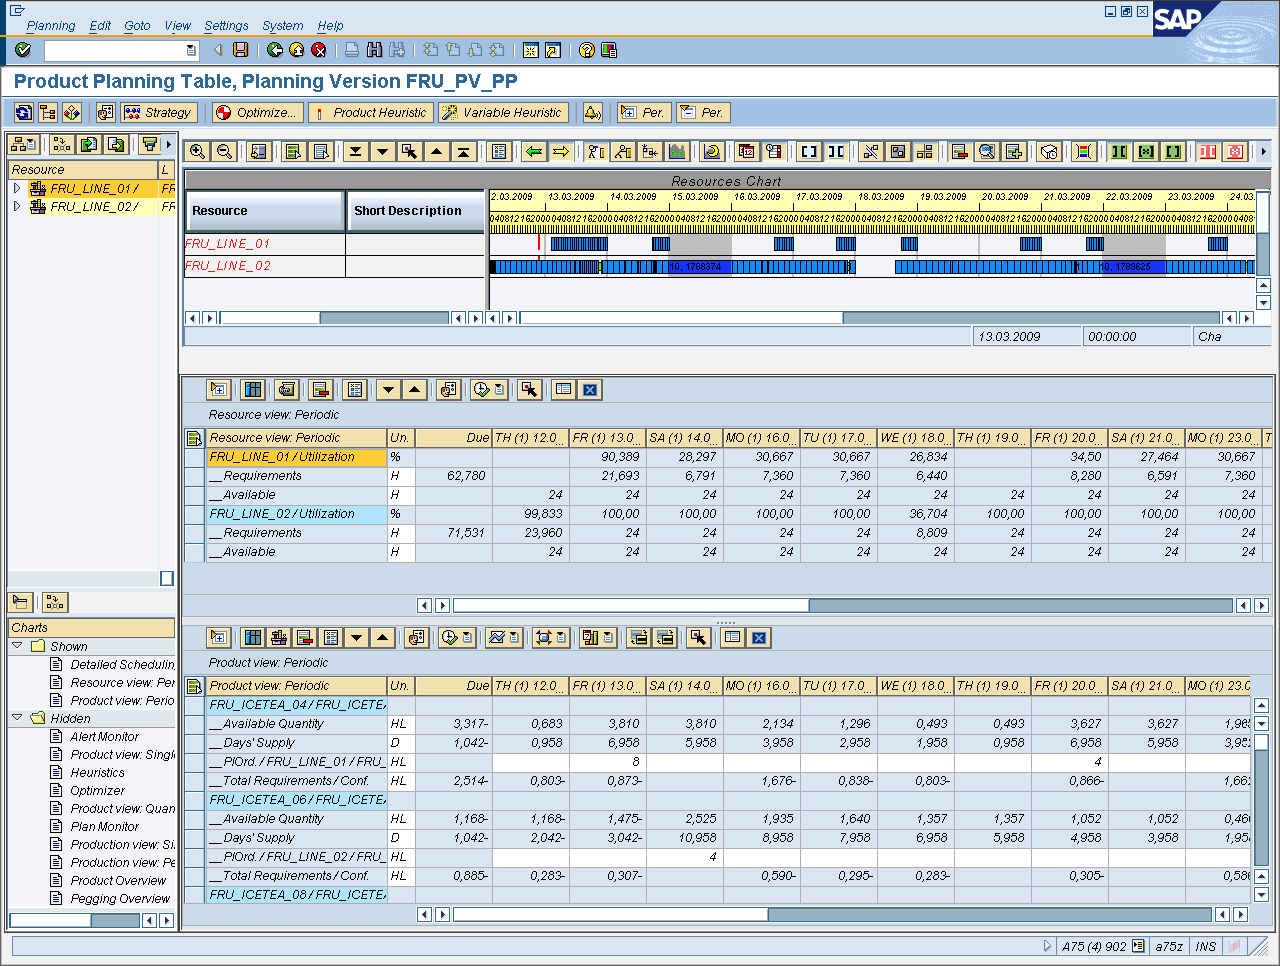 Planning Edit Goto View Settings System Help
SAP
Product Planning Table, Planning Version FRU_PV_PP
Strategy Optimize... Product Heuristic Variable Heuristic Per. Per.
Resource L
FRU_LINE_01 / FR
FRU_LINE_02 / FR
Resources Chart
Resource Short Description
2.03.2009 13.03.2009 14.03.2009 15.03.2009 16.03.2009 17.03.2009 18.03.2009 19.03.2009 20.03.2009 21.03.2009 22.03.2009 23.03.2009 24.03.
FRU_LINE_01
FRU_LINE_02 10, 1798374 10, 1799625
13.03.2009 00:00:00 Cha
Resource view: Periodic
Resource view: Periodic Un. Due TH (1) 12.0... FR (1) 13.0... SA (1) 14.0... MO (1) 16.0... TU (1) 17.0... WE (1) 18.0... TH (1) 19.0... FR (1) 20.0... SA (1) 21.0... MO (1) 23.0... T
FRU_LINE_01 / Utilization % 90,389 28,297 30,667 30,667 26,834 34,50 27,464 30,667
__Requirements H 62,780 21,693 6,791 7,360 7,360 6,440 8,280 6,591 7,360
__Available H 24 24 24 24 24 24 24 24 24 24
FRU_LINE_02 / Utilization % 99,833 100,00 100,00 100,00 100,00 36,704 100,00 100,00 100,00 100,00
__Requirements H 71,531 23,960 24 24 24 24 8,809 24 24 24 24
__Available H 24 24 24 24 24 24 24 24 24 24
Charts
Shown
Detailed Schedulin
Resource view: Per
Product view: Perio
Hidden
Alert Monitor
Product view: Singl
Heuristics
Optimizer
Product view: Quan
Plan Monitor
Production view: Si
Production view: Pe
Product Overview
Pegging Overview
Product view: Periodic
Product view: Periodic Un. Due TH (1) 12.0... FR (1) 13.0... SA (1) 14.0... MO (1) 16.0... TU (1) 17.0... WE (1) 18.0... TH (1) 19.0... FR (1) 20.0... SA (1) 21.0... MO (1) 23.0
FRU_ICETEA_04 / FRU_ICETEA
__Available Quantity HL 3,317- 0,683 3,810 3,810 2,134 1,296 0,493 0,493 3,627 3,627 1,965
__Days' Supply D 1,042- 0,958 6,958 5,958 3,958 2,958 1,958 0,958 6,958 5,958 3,952
__PlOrd. / FRU_LINE_01 / FRU_ HL 8 4
__Total Requirements / Conf. HL 2,514- 0,803- 0,873- 1,676- 0,838- 0,803- 0,866- 1,662
FRU_ICETEA_06 / FRU_ICETEA
__Available Quantity HL 1,168- 1,168- 1,475- 2,525 1,935 1,640 1,357 1,357 1,052 1,052 0,466
__Days' Supply D 1,042- 2,042- 3,042- 10,958 8,958 7,958 6,958 5,958 4,958 3,958 1,958
__PlOrd. / FRU_LINE_02 / FRU_ HL 4
__Total Requirements / Conf. HL 0,885- 0,283- 0,307- 0,590- 0,295- 0,283- 0,305- 0,586
FRU_ICETEA_08 / FRU_ICETEA
A75 (4) 902 a75z INS